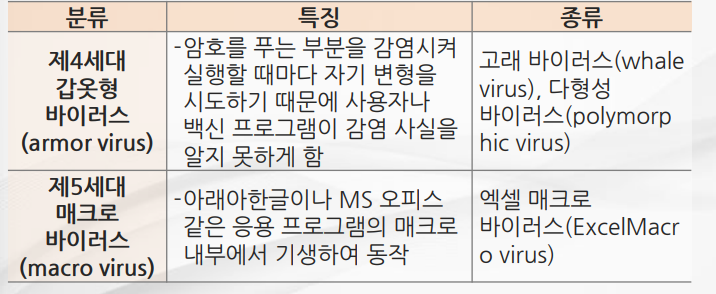 분류 특징 종류
제4세대
갑옷형
바이러스
(armor virus)
-암호를 푸는 부분을 감염시켜
실행할 때마다 자기 변형을
시도하기 때문에 사용자나
백신 프로그램이 감염 사실을
알지 못하게 함
고래 바이러스(whale
virus), 다형성
바이러스(polymorp
hic virus)
제5세대
매크로
바이러스
(macro virus)
-아래아한글이나 MS 오피스
같은 응용 프로그램의 매크로
내부에서 기생하여 동작
엑셀 매크로
바이러스(ExcelMacr
o virus)